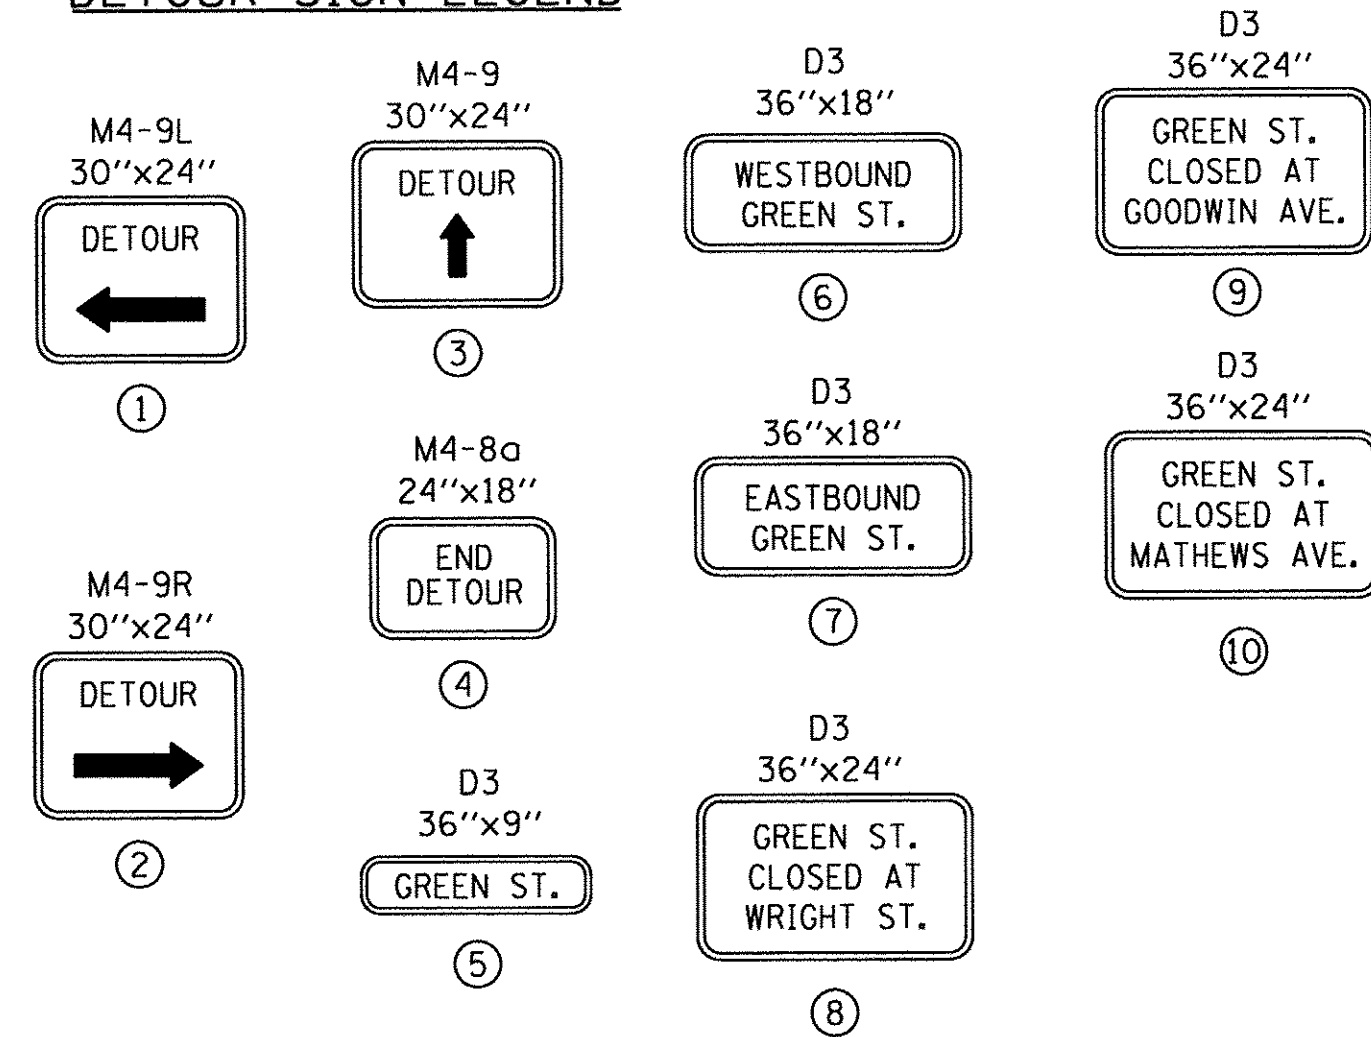 DETOUR SIGN LEGEND
M4-9L
30"x24"
DETOUR
1
M4-9R
30"x24"
DETOUR
2
M4-9
30"x24"
DETOUR
3
M4-8a
24"x18"
END
DETOUR
4
D3
36"x9"
GREEN ST.
5
D3
36"x18"
WESTBOUND
GREEN ST.
6
D3
36"x18"
EASTBOUND
GREEN ST.
7
D3
36"x24"
GREEN ST.
CLOSED AT
WRIGHT ST.
8
D3
36"x24"
GREEN ST.
CLOSED AT
GOODWIN AVE.
9
D3
36"x24"
GREEN ST.
CLOSED AT
MATHEWS AVE.
10